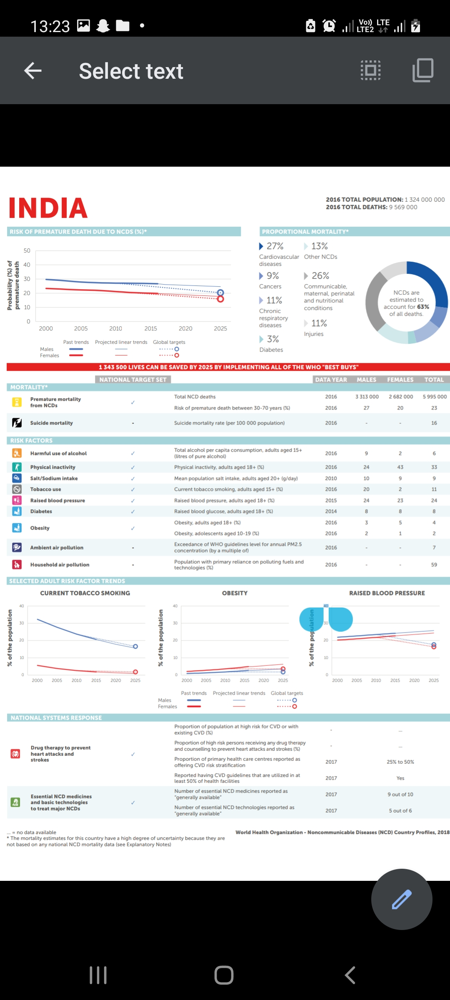 13:23
Vo)) LTE
LTE2
Select text
INDIA
2016 TOTAL POPULATION: 1 324 000 000
2016 TOTAL DEATHS: 9 569 000
RISK OF PREMATURE DEATH DUE TO NCDS (%)*
Probability (%) of
premature death
50
40
30
20
10
0
2000 2005 2010 2015 2020 2025
Past trends Projected linear trends Global targets
Males
Females
PROPORTIONAL MORTALITY*
27%
Cardiovascular
diseases
9%
Cancers
11%
Chronic
respiratory
diseases
3%
Diabetes
13%
Other NCDs
26%
Communicable,
maternal, perinatal
and nutritional
conditions
11%
Injuries
NCDs are
estimated to
account for 63%
of all deaths.
1 343 500 LIVES CAN BE SAVED BY 2025 BY IMPLEMENTING ALL OF THE WHO "BEST BUYS"
NATIONAL TARGET SET DATA YEAR MALES FEMALES TOTAL
MORTALITY*
Premature mortality
from NCDs
✓
Total NCD deaths 2016 3 313 000 2 682 000 5 995 000
Risk of premature death between 30-70 years (%) 2016 27 20 23
Suicide mortality - Suicide mortality rate (per 100 000 population) 2016 - - 16
RISK FACTORS
Harmful use of alcohol ✓ Total alcohol per capita consumption, adults aged 15+
(litres of pure alcohol) 2016 9 2 6
Physical inactivity ✓ Physical inactivity, adults aged 18+ (%) 2016 24 43 33
Salt/Sodium intake ✓ Mean population salt intake, adults aged 20+ (g/day) 2010 10 9 9
Tobacco use ✓ Current tobacco smoking, adults aged 15+ (%) 2016 20 2 11
Raised blood pressure ✓ Raised blood pressure, adults aged 18+ (%) 2015 24 23 24
Diabetes ✓ Raised blood glucose, adults aged 18+ (%) 2014 8 8 8
Obesity ✓
Obesity, adults aged 18+ (%) 2016 3 5 4
Obesity, adolescents aged 10-19 (%) 2016 2 1 2
Ambient air pollution - Exceedance of WHO guidelines level for annual PM2.5
concentration (by a multiple of) 2016 - - 7
Household air pollution - Population with primary reliance on polluting fuels and
technologies (%) 2016 - - 59
SELECTED ADULT RISK FACTOR TRENDS
CURRENT TOBACCO SMOKING
% of the population
40
30
20
10
0
2000 2005 2010 2015 2020 2025
OBESITY
% of the population
40
30
20
10
0
2000 2005 2010 2015 2020 2025
RAISED BLOOD PRESSURE
% of the population
40
30
20
10
0
2000 2005 2010 2015 2020 2025
Past trends Projected linear trends Global targets
Males
Females
NATIONAL SYSTEMS RESPONSE
Drug therapy to prevent
heart attacks and
strokes
✓
Proportion of population at high risk for CVD or with
existing CVD (%) - ...
Proportion of high risk persons receiving any drug therapy
and counselling to prevent heart attacks and strokes (%) - ...
Proportion of primary health care centres reported as
offering CVD risk stratification 2017 25% to 50%
Reported having CVD guidelines that are utilized in at
least 50% of health facilities 2017 Yes
Essential NCD medicines
and basic technologies
to treat major NCDs
✓
Number of essential NCD medicines reported as
"generally available" 2017 9 out of 10
Number of essential NCD technologies reported as
"generally available" 2017 5 out of 6
... = no data available
* The mortality estimates for this country have a high degree of uncertainty because they are
not based on any national NCD mortality data (see Explanatory Notes)
World Health Organization - Noncommunicable Diseases (NCD) Country Profiles, 2018